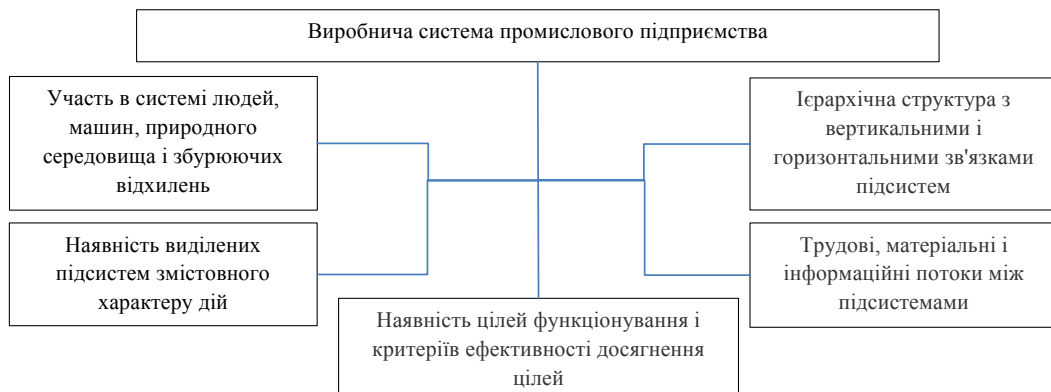 Виробнича система промислового підприємства
Участь в системі людей,
машин, природного
середовища і збурюючих
відхилень
Ієрархічна структура з
вертикальними і
горизонтальними зв'язками
підсистем
Наявність виділених
підсистем змістовного
характеру дій
Трудові, матеріальні і
інформаційні потоки між
підсистемами
Наявність цілей функціонування і
критеріїв ефективності досягнення
цілей